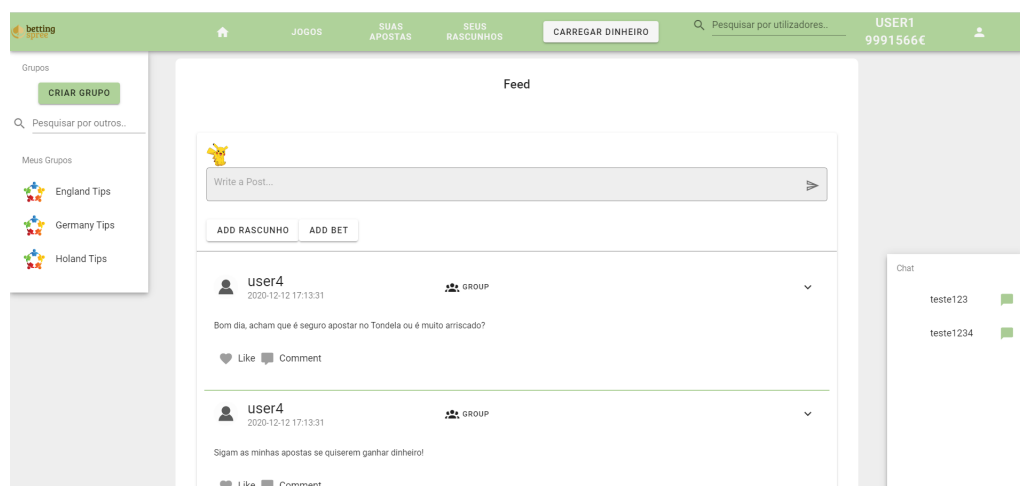 betting
spree
JOGOS
SUAS
APOSTAS
SEUS
RASCUNHOS
CARREGAR DINHEIRO
Pesquisar por utilizadores..
USER1
9991566€
Grupos
CRIAR GRUPO
Pesquisar por outros..
Meus Grupos
England Tips
Germany Tips
Holand Tips
Feed
Write a Post...
ADD RASCUNHO
ADD BET
user4
2020-12-12 17:13:31
GROUP
Bom dia, acham que é seguro apostar no Tondela ou é muito arriscado?
Like
Comment
user4
2020-12-12 17:13:31
GROUP
Sigam as minhas apostas se quiserem ganhar dinheiro!
Like
Comment
Chat
teste123
teste1234